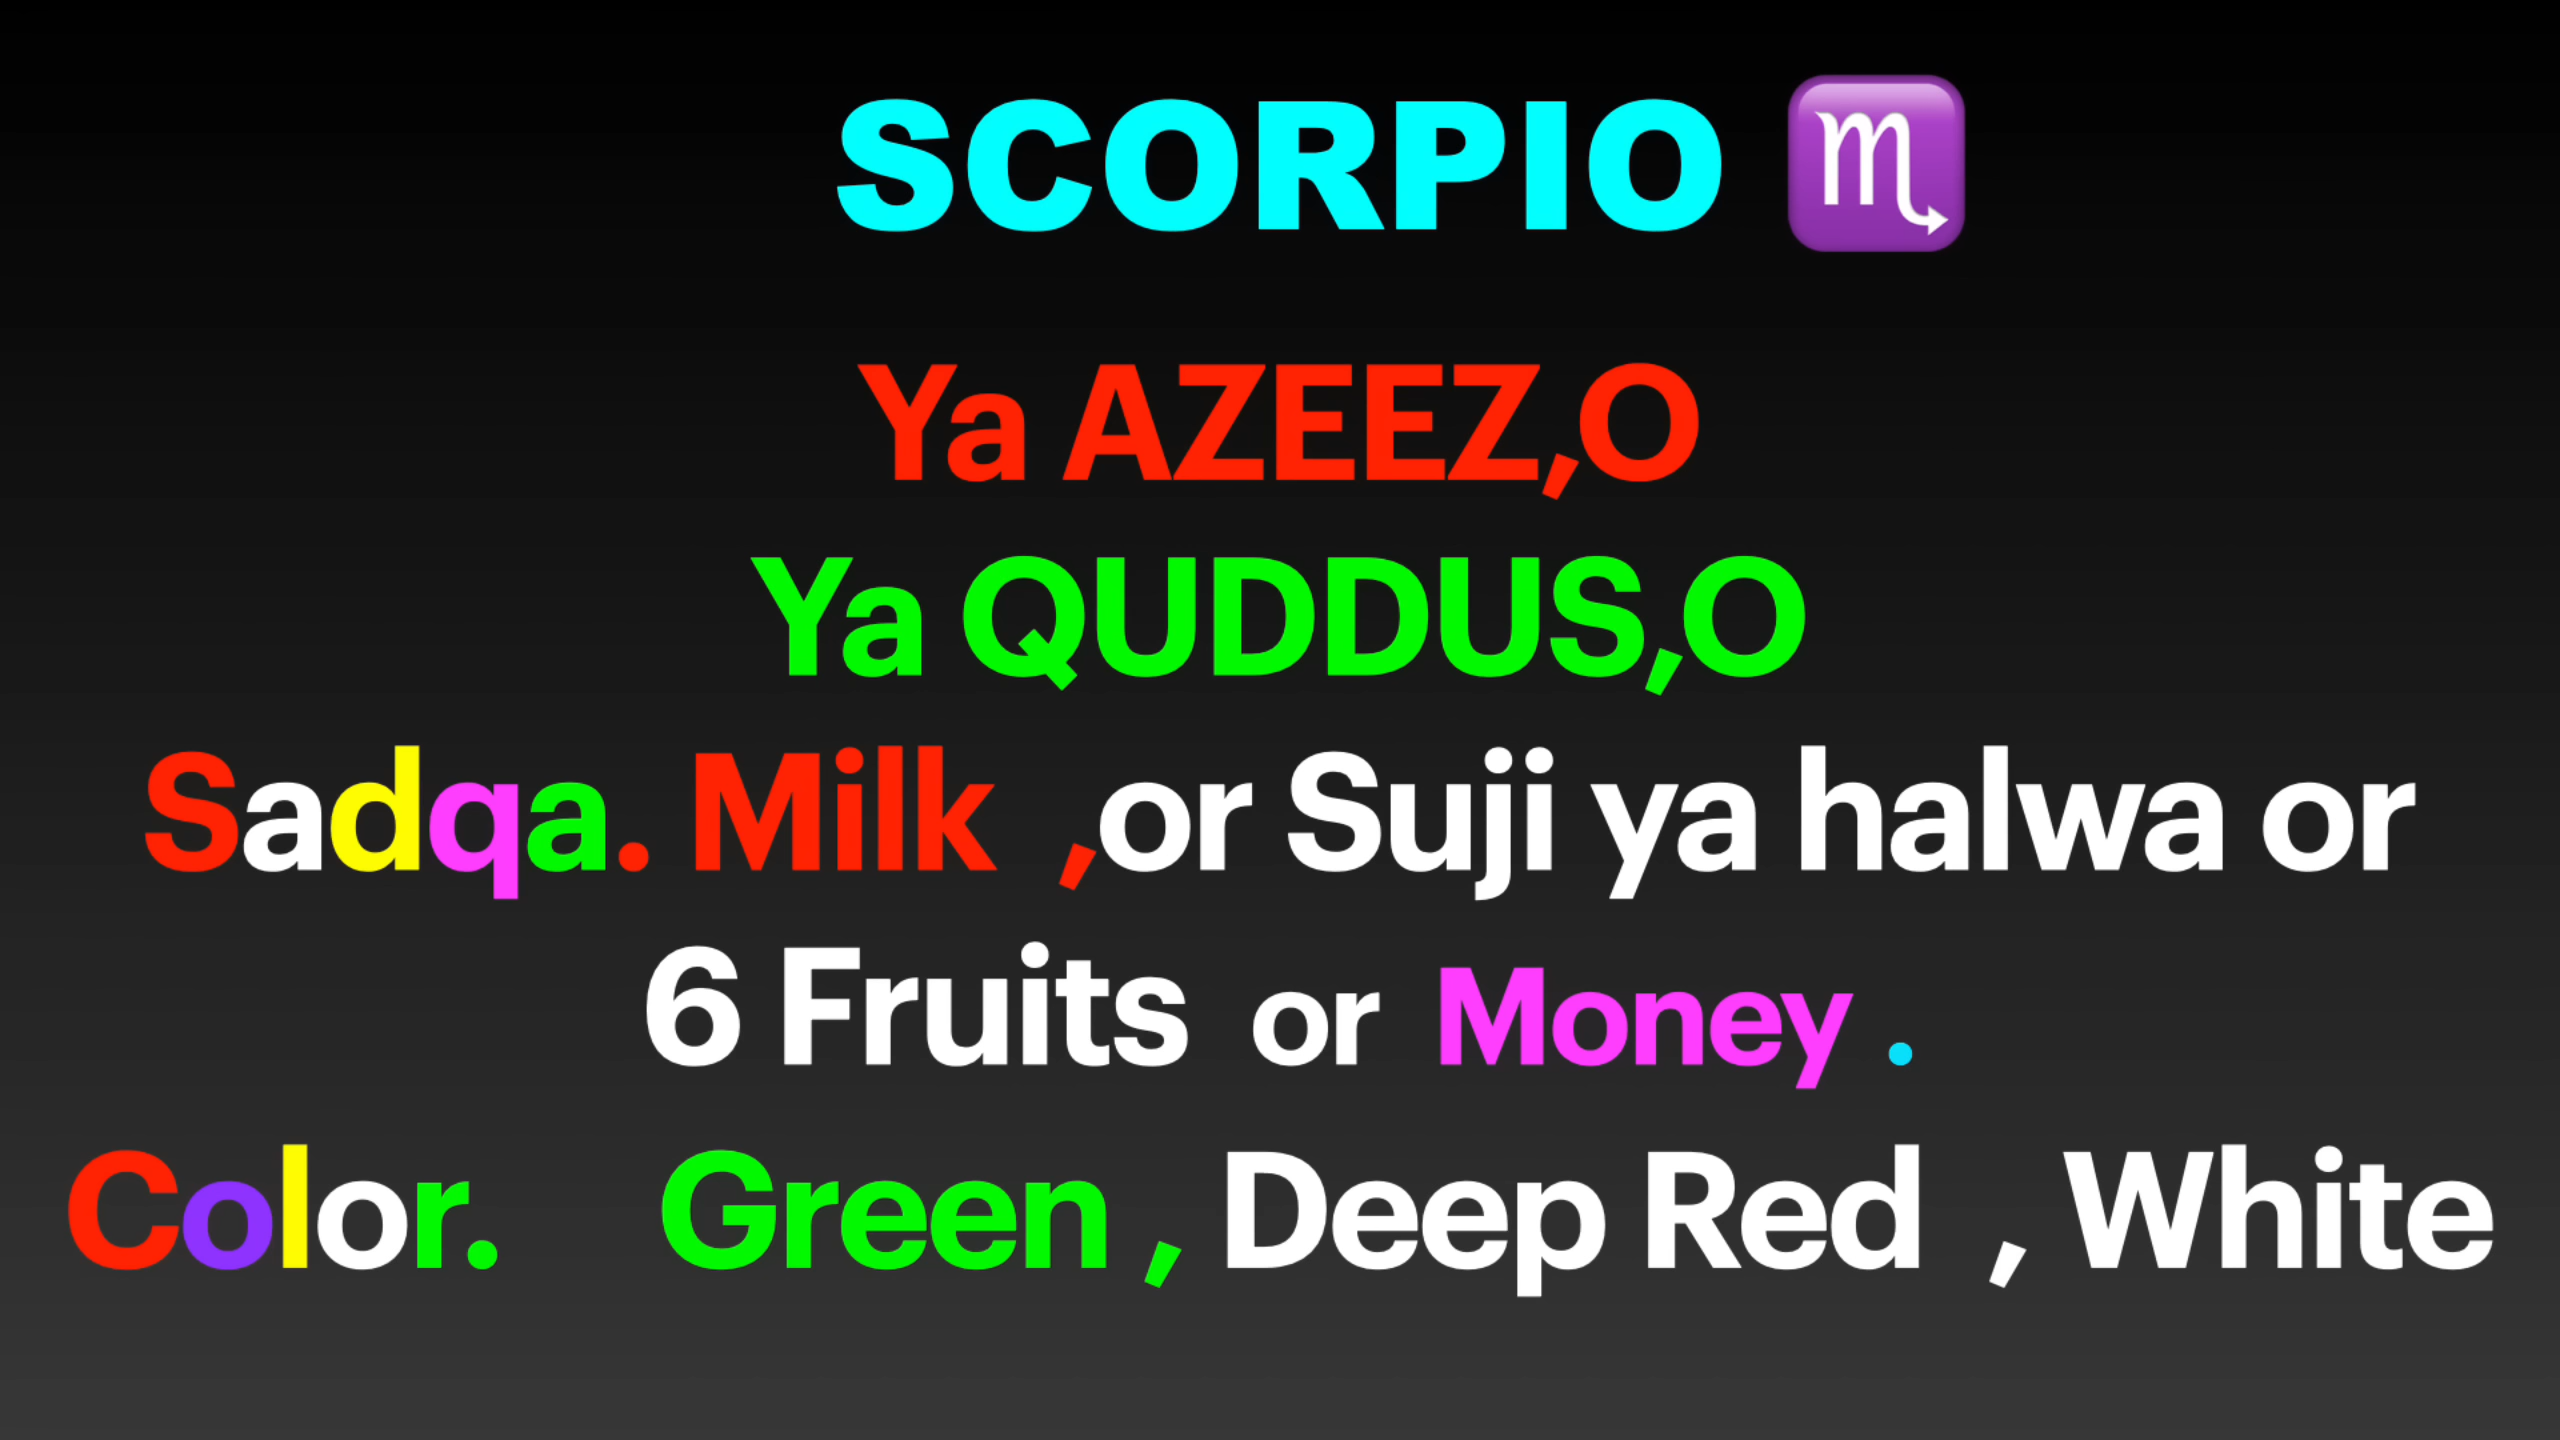 SCORPIO ♏
Ya AZEEZ,O
Ya QUDDUS,O
Sadqa. Milk ,or Suji ya halwa or
6 Fruits or Money .
Color. Green , Deep Red , White